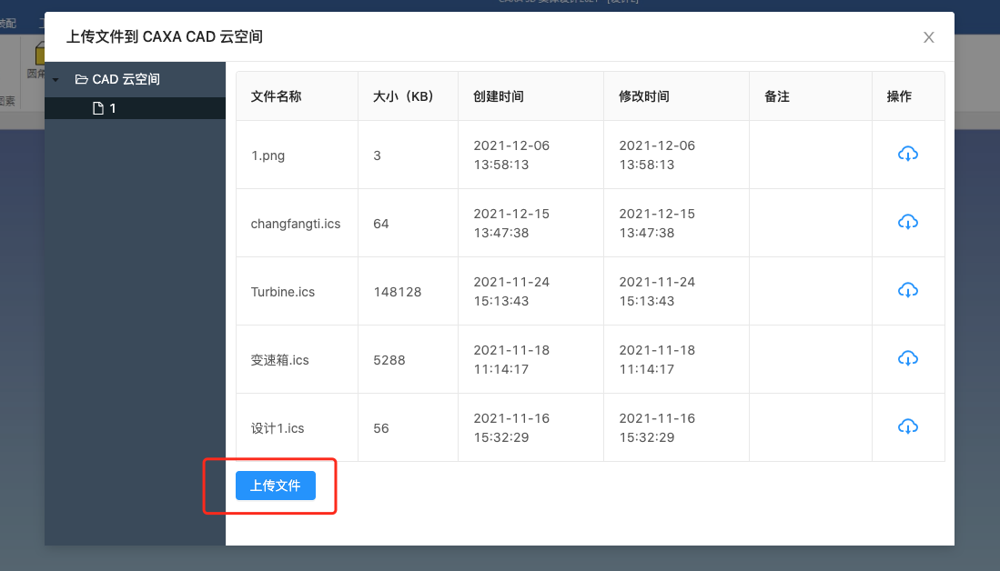 装配
上传文件到 CAXA CAD 云空间
圆角
CAD 云空间
1
文件名称 大小（KB） 创建时间 修改时间 备注 操作
1.png 3 2021-12-06 13:58:13 2021-12-06 13:58:13
changfangti.ics 64 2021-12-15 13:47:38 2021-12-15 13:47:38
Turbine.ics 148128 2021-11-24 15:13:43 2021-11-24 15:13:43
变速箱.ics 5288 2021-11-18 11:14:17 2021-11-18 11:14:17
设计1.ics 56 2021-11-16 15:32:29 2021-11-16 15:32:29
上传文件